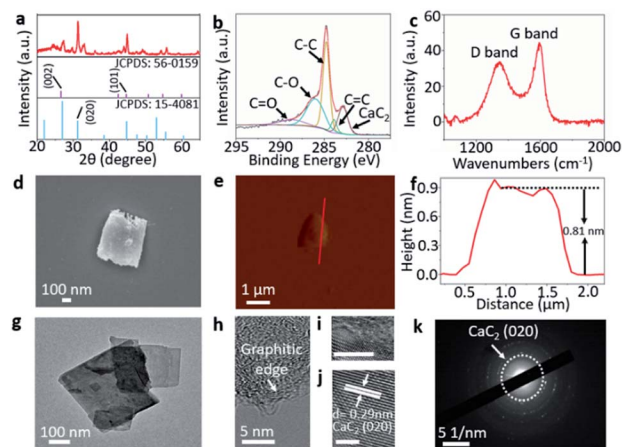 a
Intensity (a.u.)
JCPDS: 56-0159
(002)
(101)
JCPDS: 15-4081
(020)
20 30 40 50 60
2θ (degree)
b
Intensity (a.u.)
C-C
C-O
C=O
C=C
CaC2
295 290 285 280
Binding Energy (eV)
c
Intensity (a.u.)
60
40
20
0
D band
G band
1200 1600 2000
Wavenumbers (cm-1)
d
100 nm
e
1 μm
f
Height (nm)
0.9
0.6
0.3
0.0
0.81 nm
0.5 1.0 1.5 2.0
Distance (μm)
g
100 nm
h
Graphitic
edge
5 nm
i
j
d= 0.29nm
CaC2 (020)
k
CaC2 (020)
5 1/nm